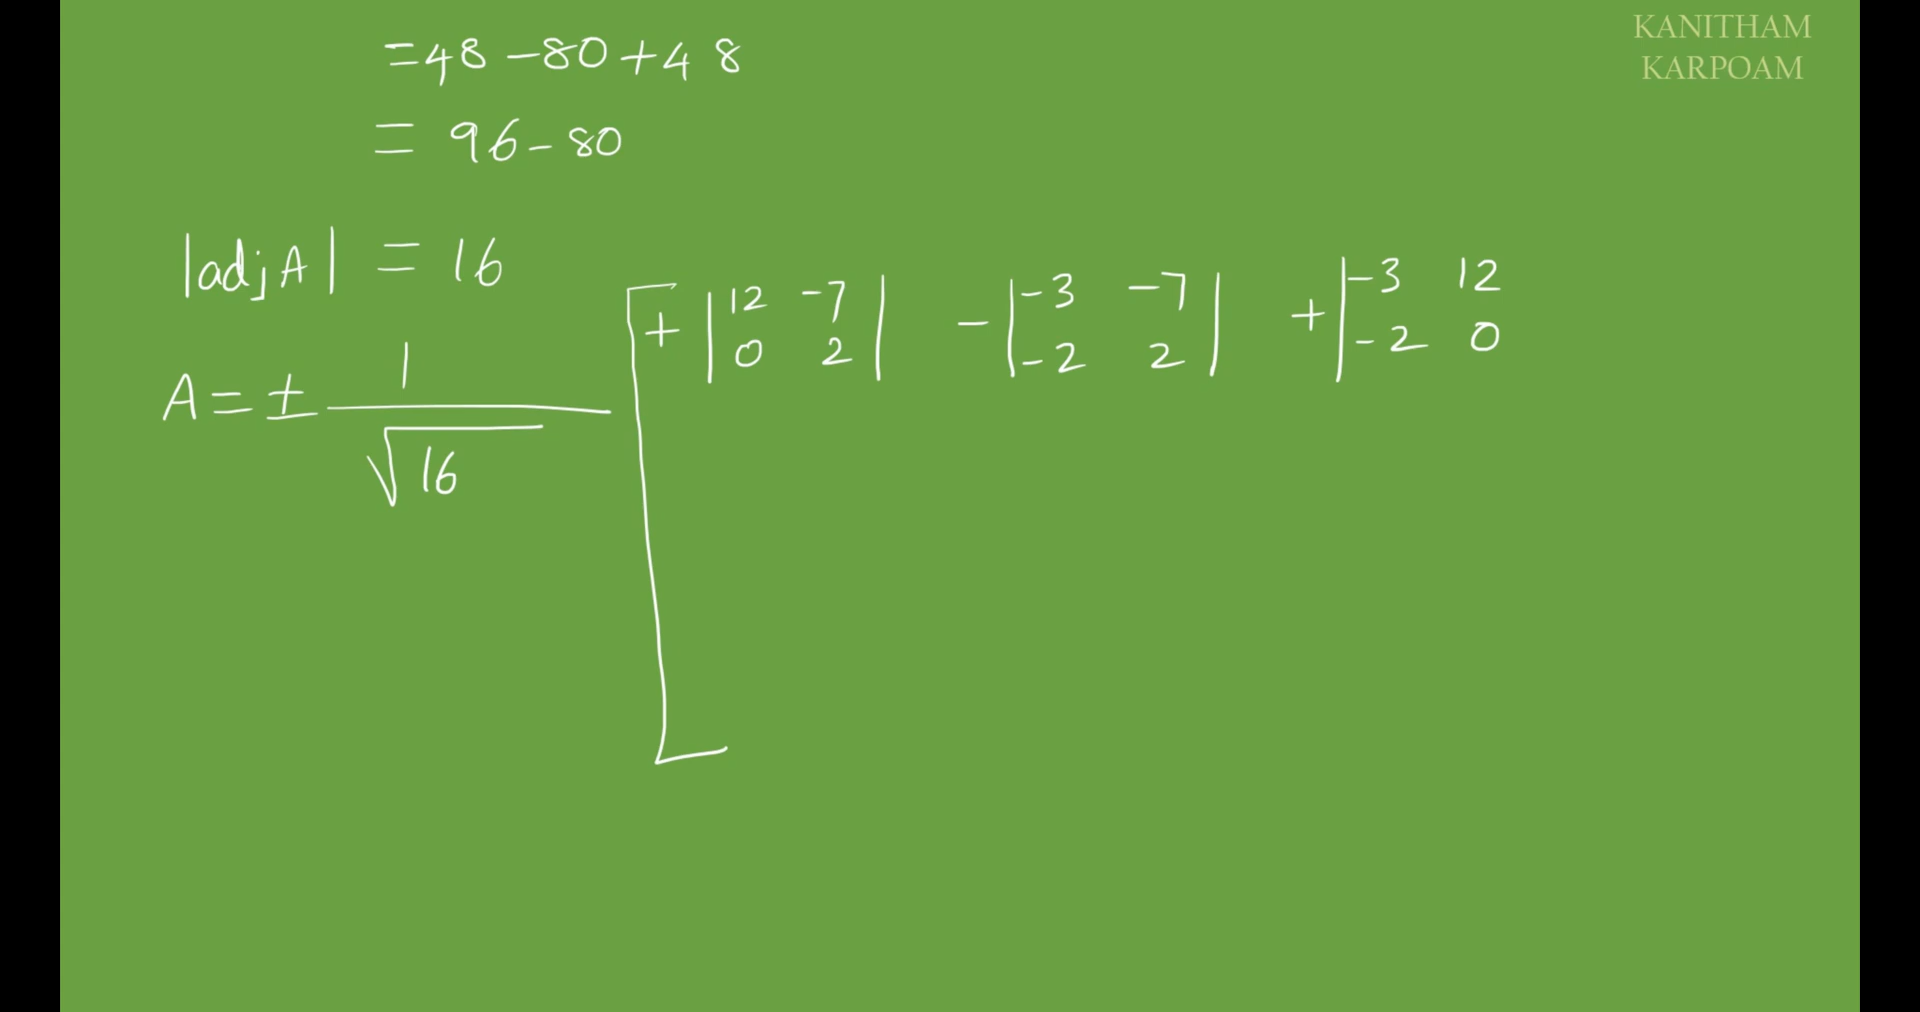 KANITHAM
KARPOAM
=48-80+48
= 96-80
|adjA| = 16
A = ± 1/√16 [ +|12 -7| -|-3 -7| +|-3 12|
|0 2| |-2 2| |-2 0|